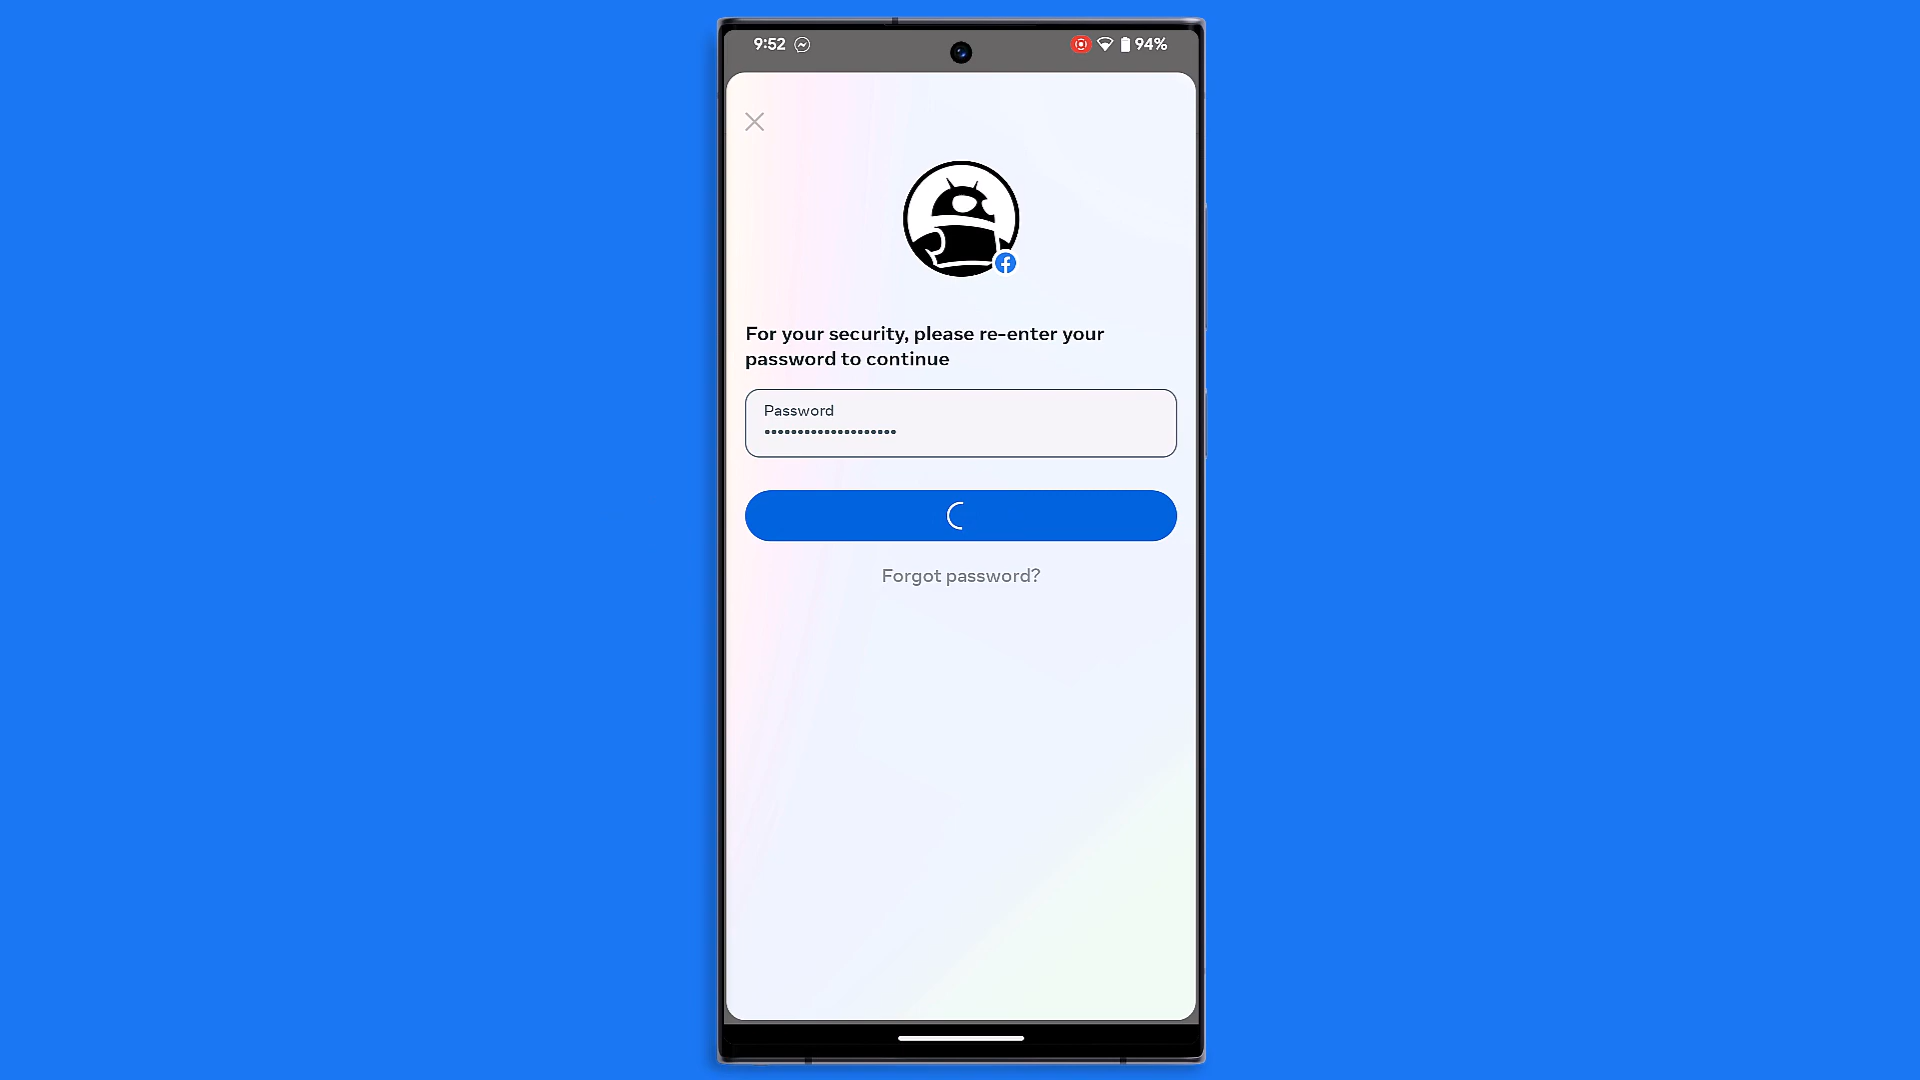 9:52
94%
For your security, please re-enter your
password to continue
Password
••••••••••••••••••••
Forgot password?